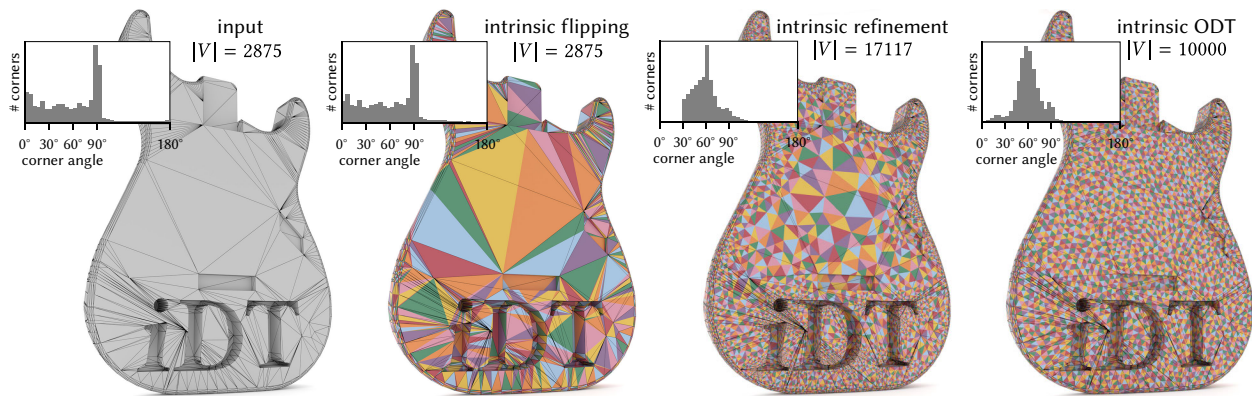 input
|V| = 2875
# corners
0° 30° 60° 90° 180°
corner angle
intrinsic flipping
|V| = 2875
# corners
0° 30° 60° 90° 180°
corner angle
intrinsic refinement
|V| = 17117
# corners
0° 30° 60° 90° 180°
corner angle
intrinsic ODT
|V| = 10000
# corners
0° 30° 60° 90° 180°
corner angle
iDT
iDT
iDT
iDT